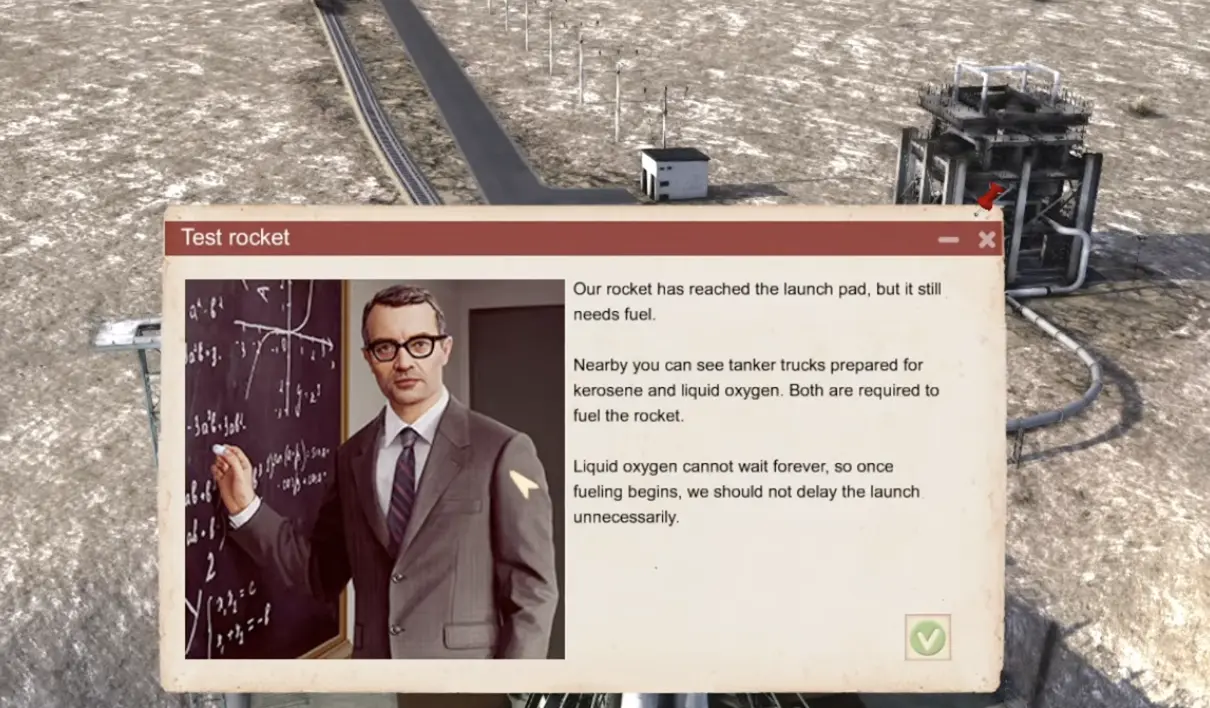 Test rocket
Our rocket has reached the launch pad, but it still
needs fuel.
Nearby you can see tanker trucks prepared for
kerosene and liquid oxygen. Both are required to
fuel the rocket.
Liquid oxygen cannot wait forever, so once
fueling begins, we should not delay the launch
unnecessarily.